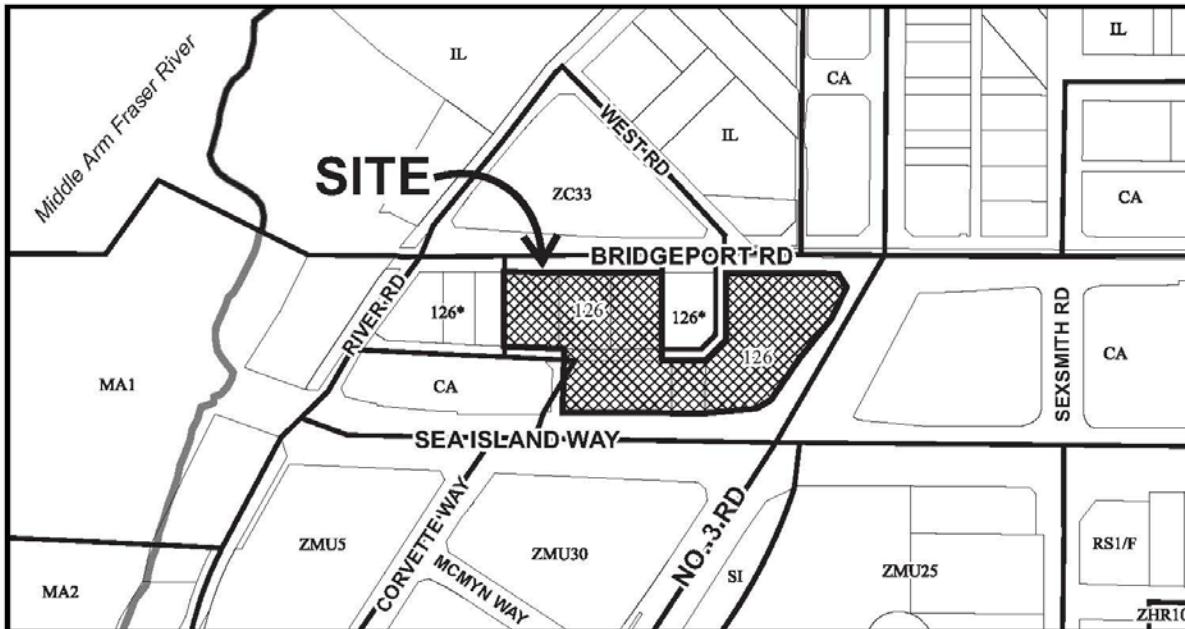 Middle Arm Fraser River
IL
IL
CA
WEST RD
IL
SITE
ZC33
CA
BRIDGEPORT RD
RIVER RD
126*
126
126*
126
MA1
CA
SEXSMITH RD
CA
SEA ISLAND WAY
CORVETTE WAY
ZMU5
ZMU30
NO. 3 RD
MCMYN WAY
SI
ZMU25
RS1/F
MA2
ZHR10